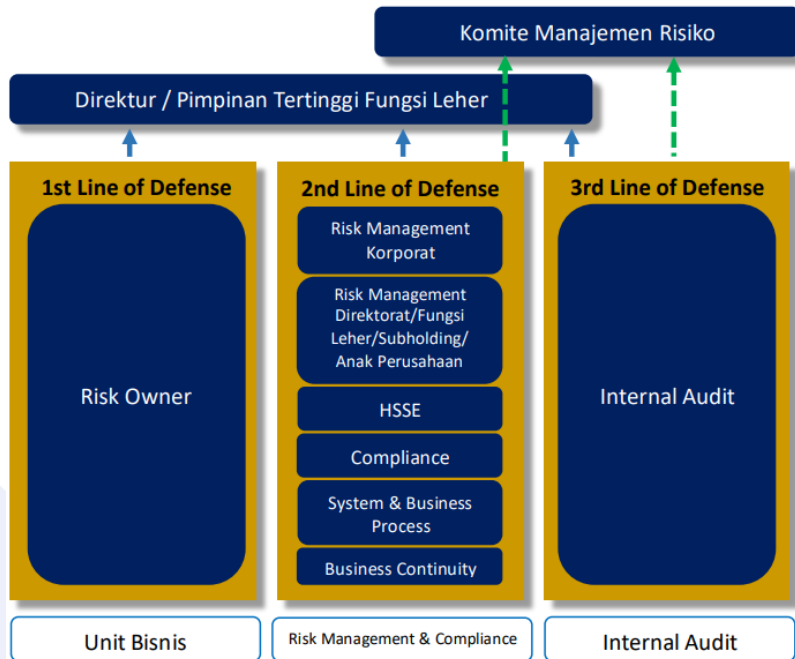 Komite Manajemen Risiko
Direktur / Pimpinan Tertinggi Fungsi Leher
1st Line of Defense
Risk Owner
Unit Bisnis
2nd Line of Defense
Risk Management
Korporat
Risk Management
Direktorat/Fungsi
Leher/Subholding/
Anak Perusahaan
HSSE
Compliance
System & Business
Process
Business Continuity
Risk Management & Compliance
3rd Line of Defense
Internal Audit
Internal Audit